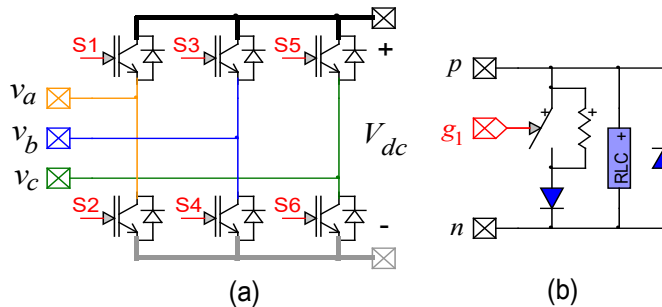 S1 S3 S5
+
v_a
v_b
V_dc
v_c
S2 S4 S6
-
(a)
p
+ +
g_1
RLC +
n
(b)